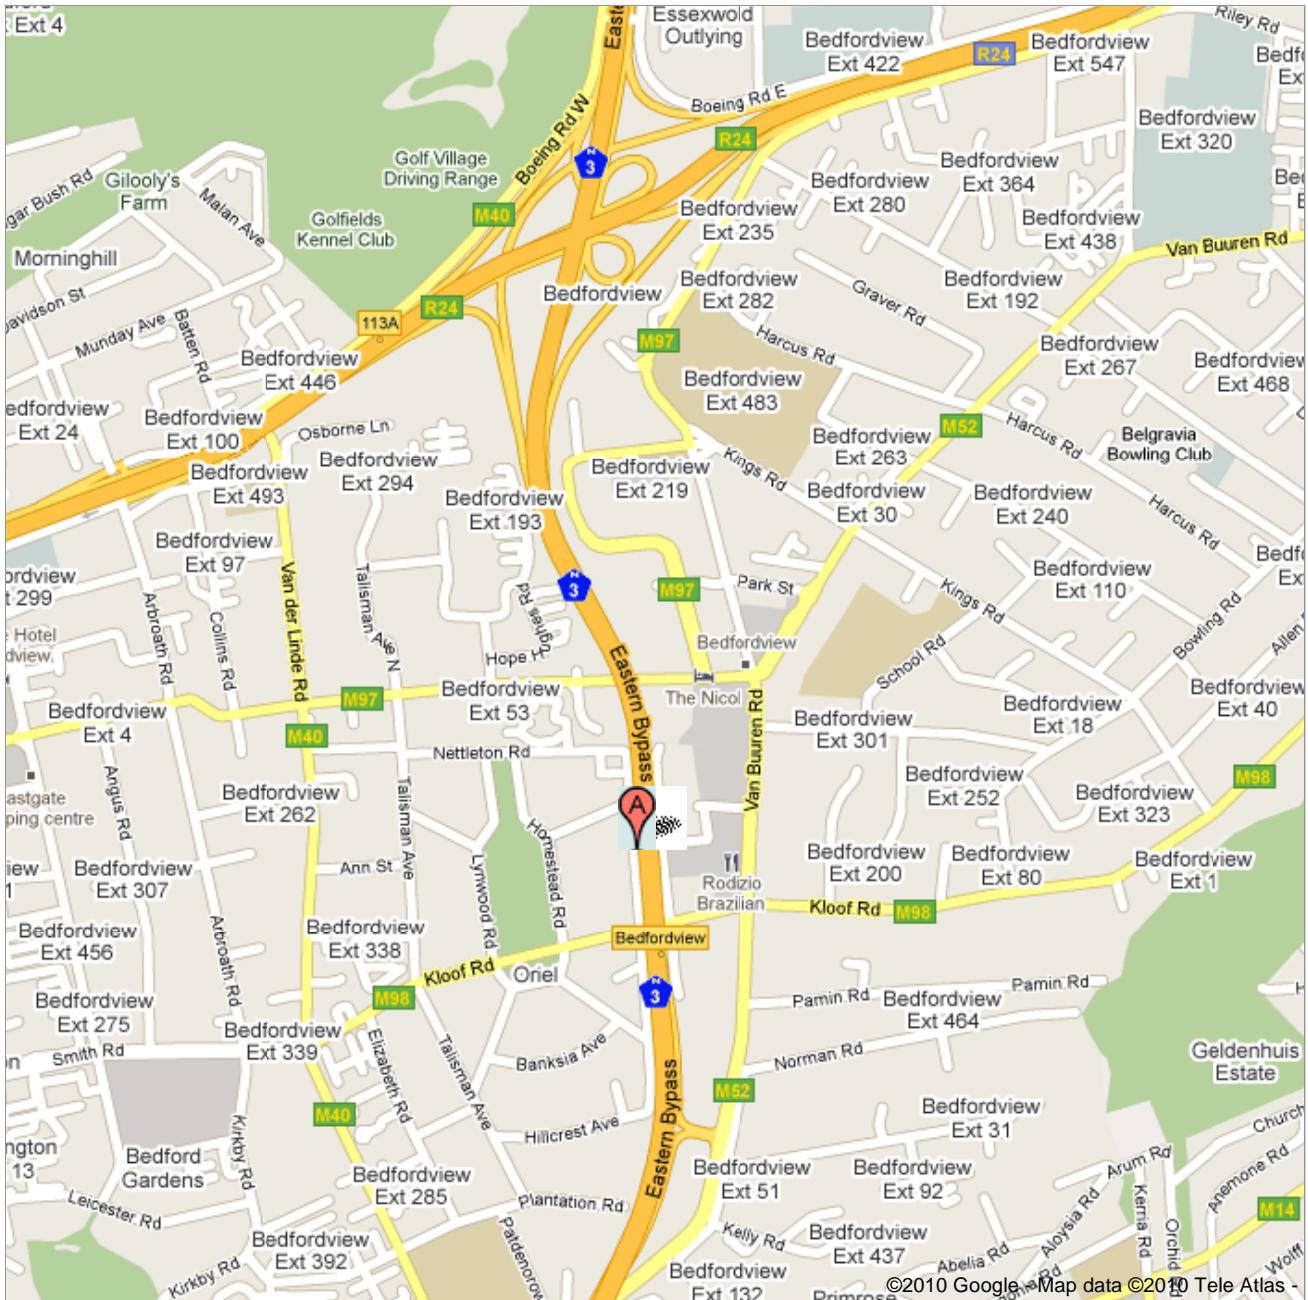 Ext 4
Essexwold
Outlying
Bedfordview
Ext 422
R24
Bedfordview
Ext 547
Riley Rd
Boeing Rd W
Boeing Rd E
R24
Bedfordview
Ext 320
N
3
Golf Village
Driving Range
Gilooly's
Farm
Malan Ave
Golfields
Kennel Club
M40
Bedfordview
Ext 364
Bedfordview
Ext 280
Bedfordview
Ext 235
Bedfordview
Ext 438
Van Buuren Rd
Morninghill
Davidson St
Munday Ave
Batten Rd
113A
R24
Bedfordview
Bedfordview
Ext 282
Bedfordview
Ext 192
Graver Rd
Harcus Rd
M97
Bedfordview
Ext 446
Bedfordview
Ext 483
Bedfordview
Ext 267
Bedfordview
Ext 468
edfordview
Ext 24
Bedfordview
Ext 100
Osborne Ln
M52
Harcus Rd
Belgravia
Bowling Club
Bedfordview
Ext 263
Bedfordview
Ext 493
Bedfordview
Ext 294
Bedfordview
Ext 219
Kings Rd
Bedfordview
Ext 193
Bedfordview
Ext 30
Bedfordview
Ext 240
Harcus Rd
Bedfordview
Ext 97
Van der Linde Rd
Talisman Ave N
N
3
M97
Park St
Bedfordview
Ext 110
Kings Rd
Bowling Rd
Arbroath Rd
Collins Rd
Hope
Eastern Bypass
Bedfordview
The Nicol
School Rd
M97
Bedfordview
Ext 53
Bedfordview
Ext 4
M40
Nettleton Rd
Van Buuren Rd
Bedfordview
Ext 301
Bedfordview
Ext 18
Bedfordview
Ext 40
M98
Angus Rd
Bedfordview
Ext 262
Talisman Ave
A
Bedfordview
Ext 252
Bedfordview
Ext 323
Homestead Rd
Lynwood Rd
Ann St
Bedfordview
Ext 307
Rodizio
Brazilian
Bedfordview
Ext 200
Bedfordview
Ext 80
Bedfordview
Ext 1
Kloof Rd
M98
Arbroath Rd
Bedfordview
Ext 456
Bedfordview
Ext 338
Bedfordview
Kloof Rd
Oriel
M98
N
3
Pamin Rd
Pamin Rd
Bedfordview
Ext 464
Bedfordview
Ext 275
Bedfordview
Ext 339
Smith Rd
Elizabeth Rd
Talisman Ave
Banksia Ave
Norman Rd
Geldenhuis
Estate
M52
M40
Kirkby Rd
Hillcrest Ave
Eastern Bypass
Bedfordview
Ext 31
Church
Bedford
Gardens
Bedfordview
Ext 285
Bedfordview
Ext 51
Bedfordview
Ext 92
Arum Rd
Anemone Rd
Leicester Rd
Plantation Rd
Kerria Rd
Orchid Rd
Aloysia Rd
M14
Bedfordview
Ext 392
Kirkby Rd
Kelly Rd
Bedfordview
Ext 437
Abelia Rd
Bedfordview
Ext 132
Primrose
©2010 Google - Map data ©2010 Tele Atlas -